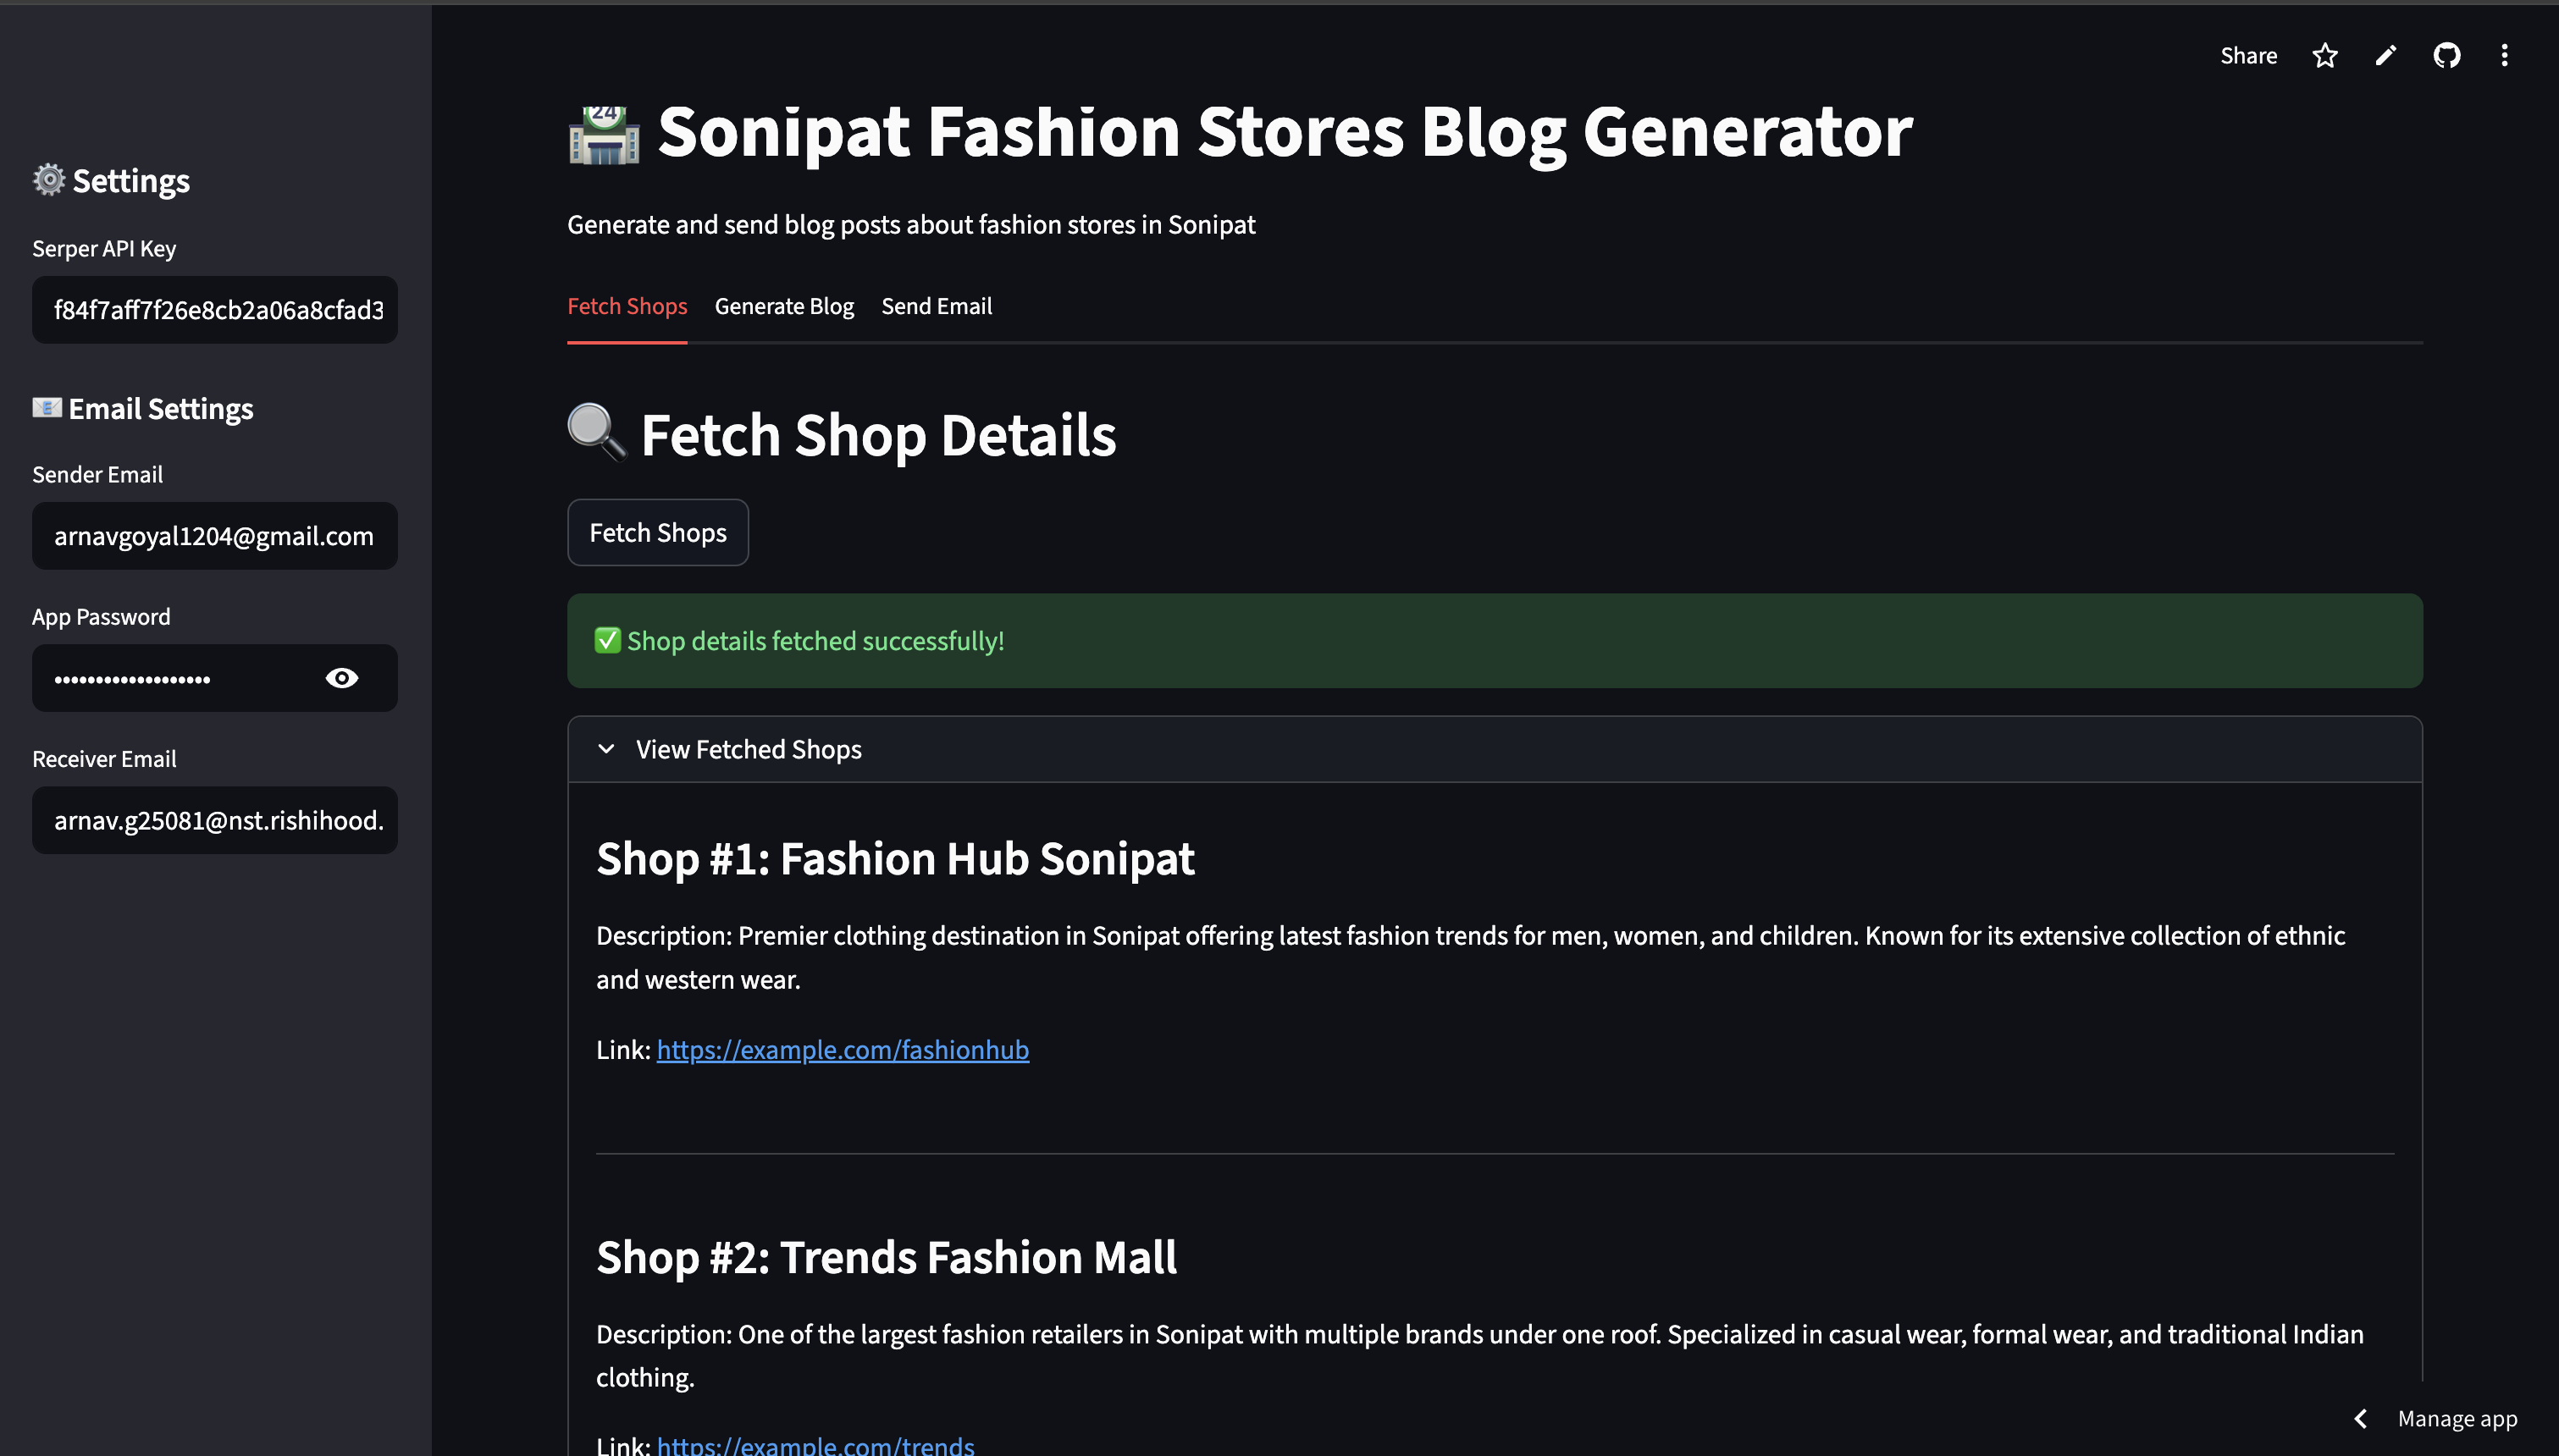 Share
⚙️ Settings
Serper API Key
f84f7aff7f26e8cb2a06a8cfad3
📧 Email Settings
Sender Email
arnavgoyal1204@gmail.com
App Password
•••••••••••••••••••
Receiver Email
arnav.g25081@nst.rishihood.
🏪 Sonipat Fashion Stores Blog Generator
Generate and send blog posts about fashion stores in Sonipat
Fetch Shops Generate Blog Send Email
🔍 Fetch Shop Details
Fetch Shops
✅ Shop details fetched successfully!
View Fetched Shops
Shop #1: Fashion Hub Sonipat
Description: Premier clothing destination in Sonipat offering latest fashion trends for men, women, and children. Known for its extensive collection of ethnic
and western wear.
Link: https://example.com/fashionhub
Shop #2: Trends Fashion Mall
Description: One of the largest fashion retailers in Sonipat with multiple brands under one roof. Specialized in casual wear, formal wear, and traditional Indian
clothing.
Link: https://example.com/trends
Manage app